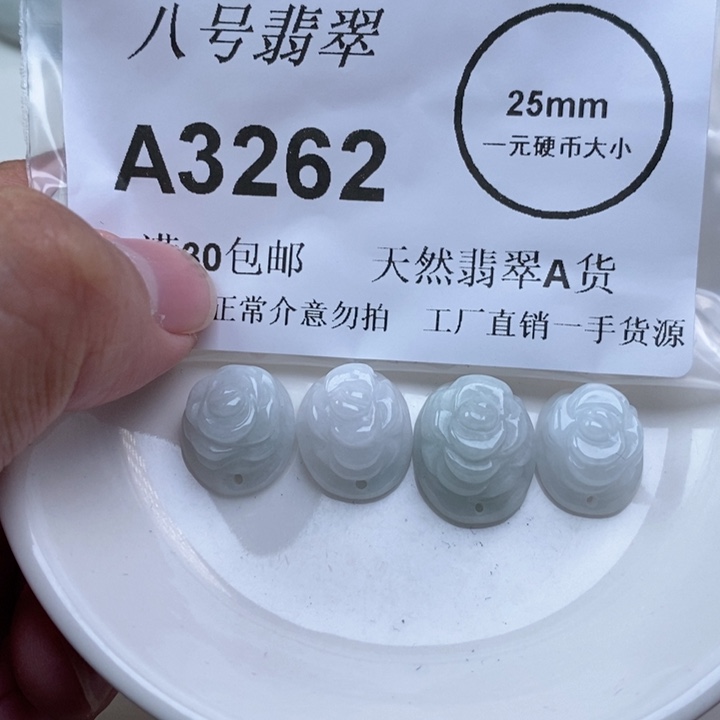 八号翡翠
25mm
一元硬币大小
A3262
满30包邮 天然翡翠A货
正常介意勿拍 工厂直销一手货源